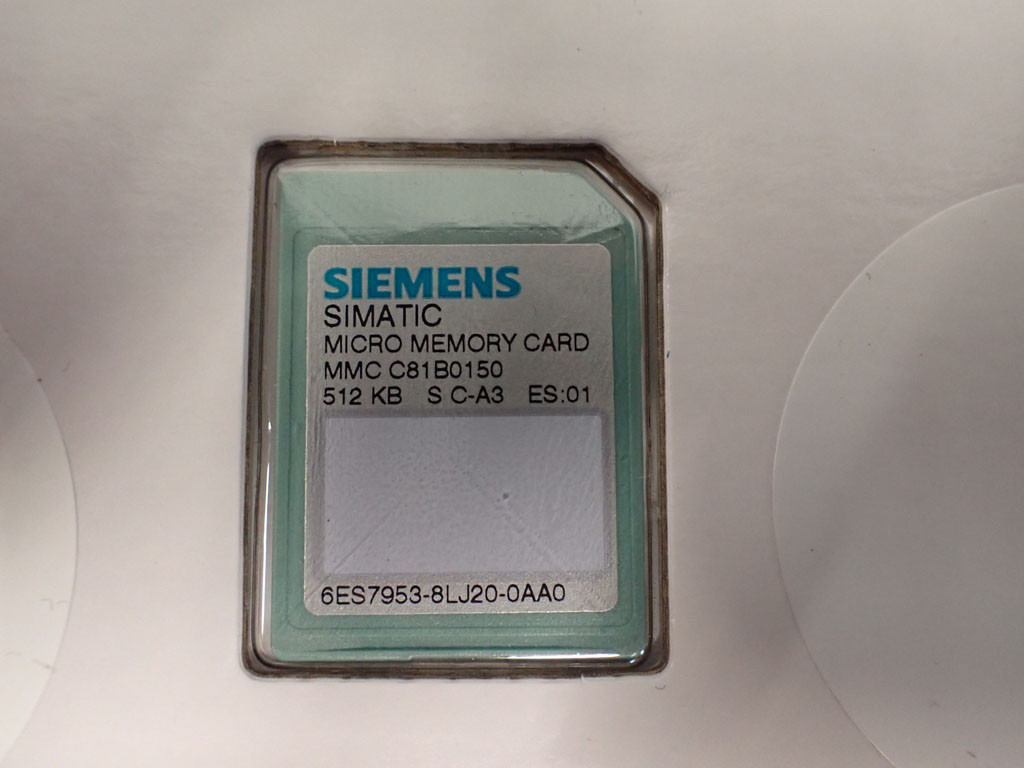 SIEMENS
SIMATIC
MICRO MEMORY CARD
MMC C81B0150
512 KB S C-A3 ES:01
6ES7953-8LJ20-0AA0